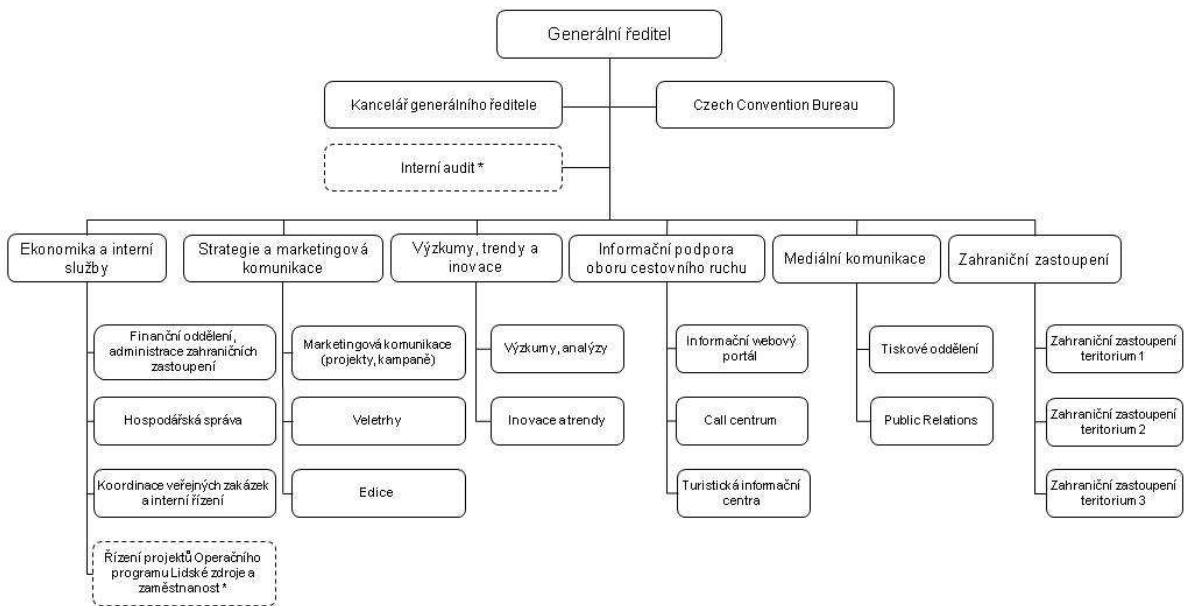 Generální ředitel
Kancelář generálního ředitele
Czech Convention Bureau
Interní audit *
Ekonomika a interní
služby
Strategie a marketingová
komunikace
Výzkumy, trendy a
inovace
Informační podpora
oboru cestovního ruchu
Mediální komunikace
Zahraniční zastoupení
Finanční oddělení,
administrace zahraničních
zastoupení
Hospodářská správa
Koordinace veřejných zakázek
a interní řízení
Řízení projektů Operačního
programu Lidské zdroje a
zaměstnanost *
Marketingová komunikace
(projekty, kampaně)
Veletrhy
Edice
Výzkumy, analýzy
Inovace a trendy
Informační webový
portál
Call centrum
Turistická informační
centra
Tiskové oddělení
Public Relations
Zahraniční zastoupení
teritorium 1
Zahraniční zastoupení
teritorium 2
Zahraniční zastoupení
teritorium 3